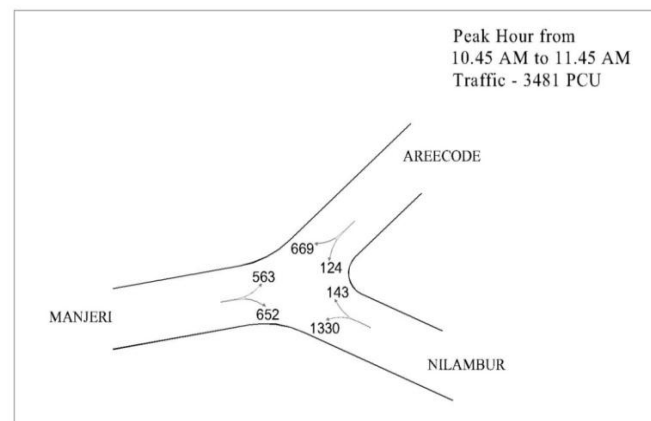 Peak Hour from
10.45 AM to 11.45 AM
Traffic - 3481 PCU
AREECODE
669
124
563
143
MANJERI
652
1330
NILAMBUR